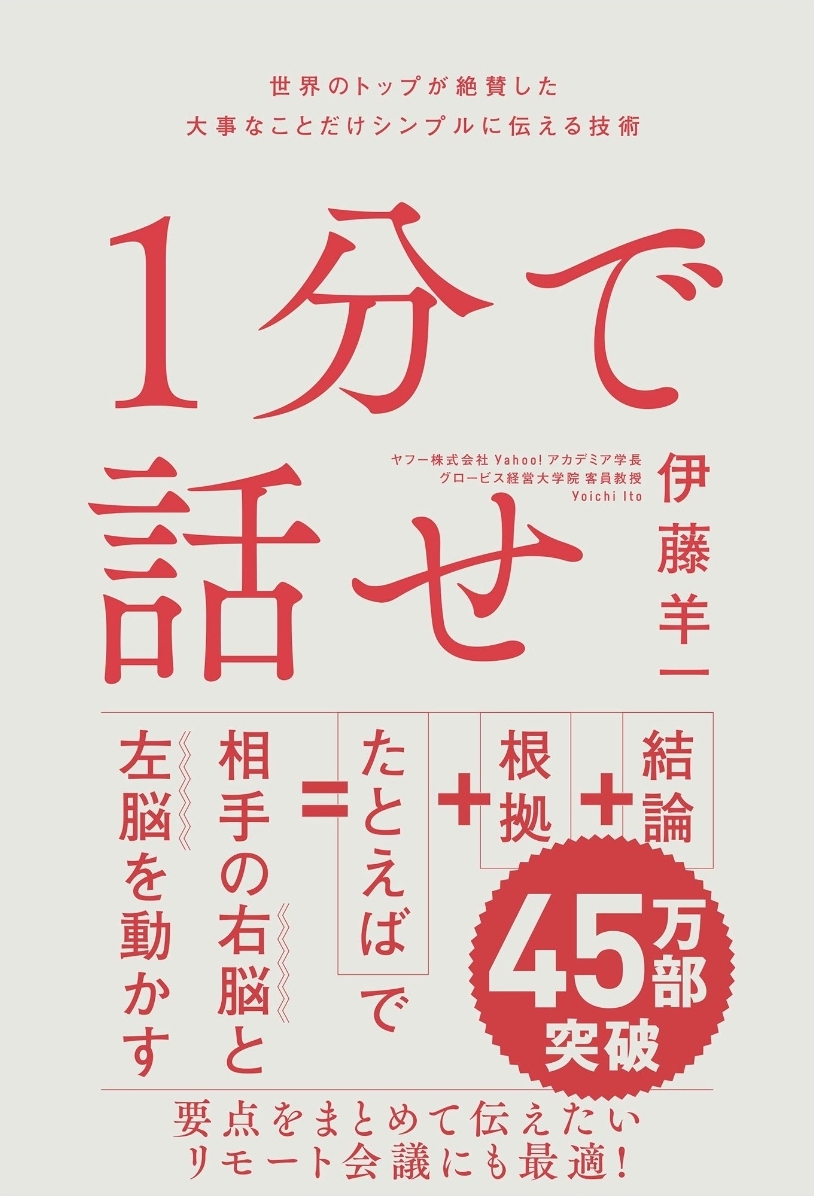 世界のトップが絶賛した
大事なことだけシンプルに伝える技術
1分で
話せ
ヤフー株式会社 Yahoo! アカデミア学長
グロービス経営大学院 客員教授
Yoichi Ito
伊藤羊一
結論
+
根拠
+
たとえばで
=
相手の右脳と
左脳を動かす
45万部
突破
要点をまとめて伝えたい
リモート会議にも最適!